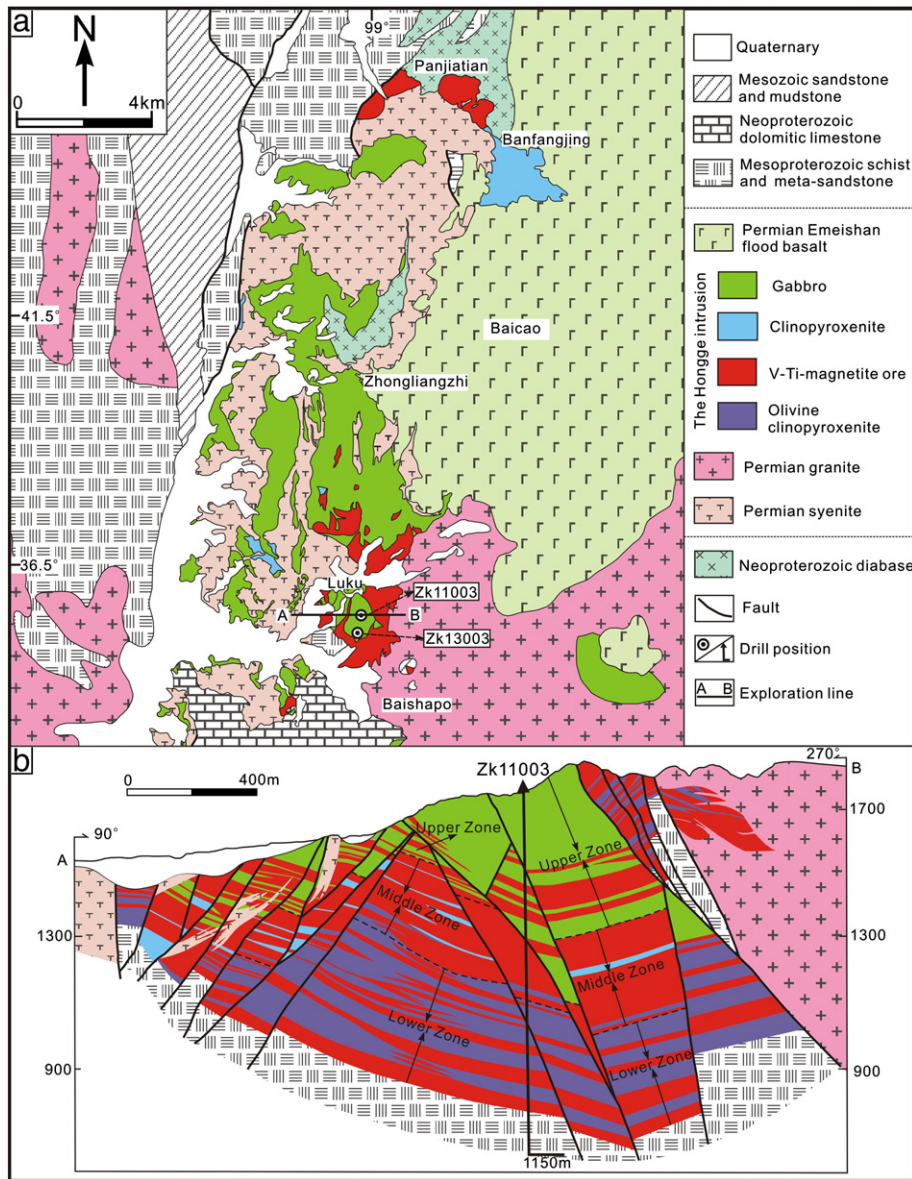 a
N
0 4km
99°
Panjiatian
Banfangjing
41.5°
Baicao
Zhongliangzhi
36.5°
Luku
Zk11003
A B
Zk13003
Baishapo
Quaternary
Mesozoic sandstone
and mudstone
Neoproterozoic
dolomitic limestone
Mesoproterozoic schist
and meta-sandstone
Permian Emeishan
flood basalt
The Hongge intrusion
Gabbro
Clinopyroxenite
V-Ti-magnetite ore
Olivine
clinopyroxenite
Permian granite
Permian syenite
Neoproterozoic diabase
Fault
Drill position
A B Exploration line
b
0 400m
Zk11003
270° B
1700
90°
A
Upper Zone
Upper Zone
Middle Zone
1300 1300
Middle Zone
Lower Zone
Lower Zone
900 900
1150m